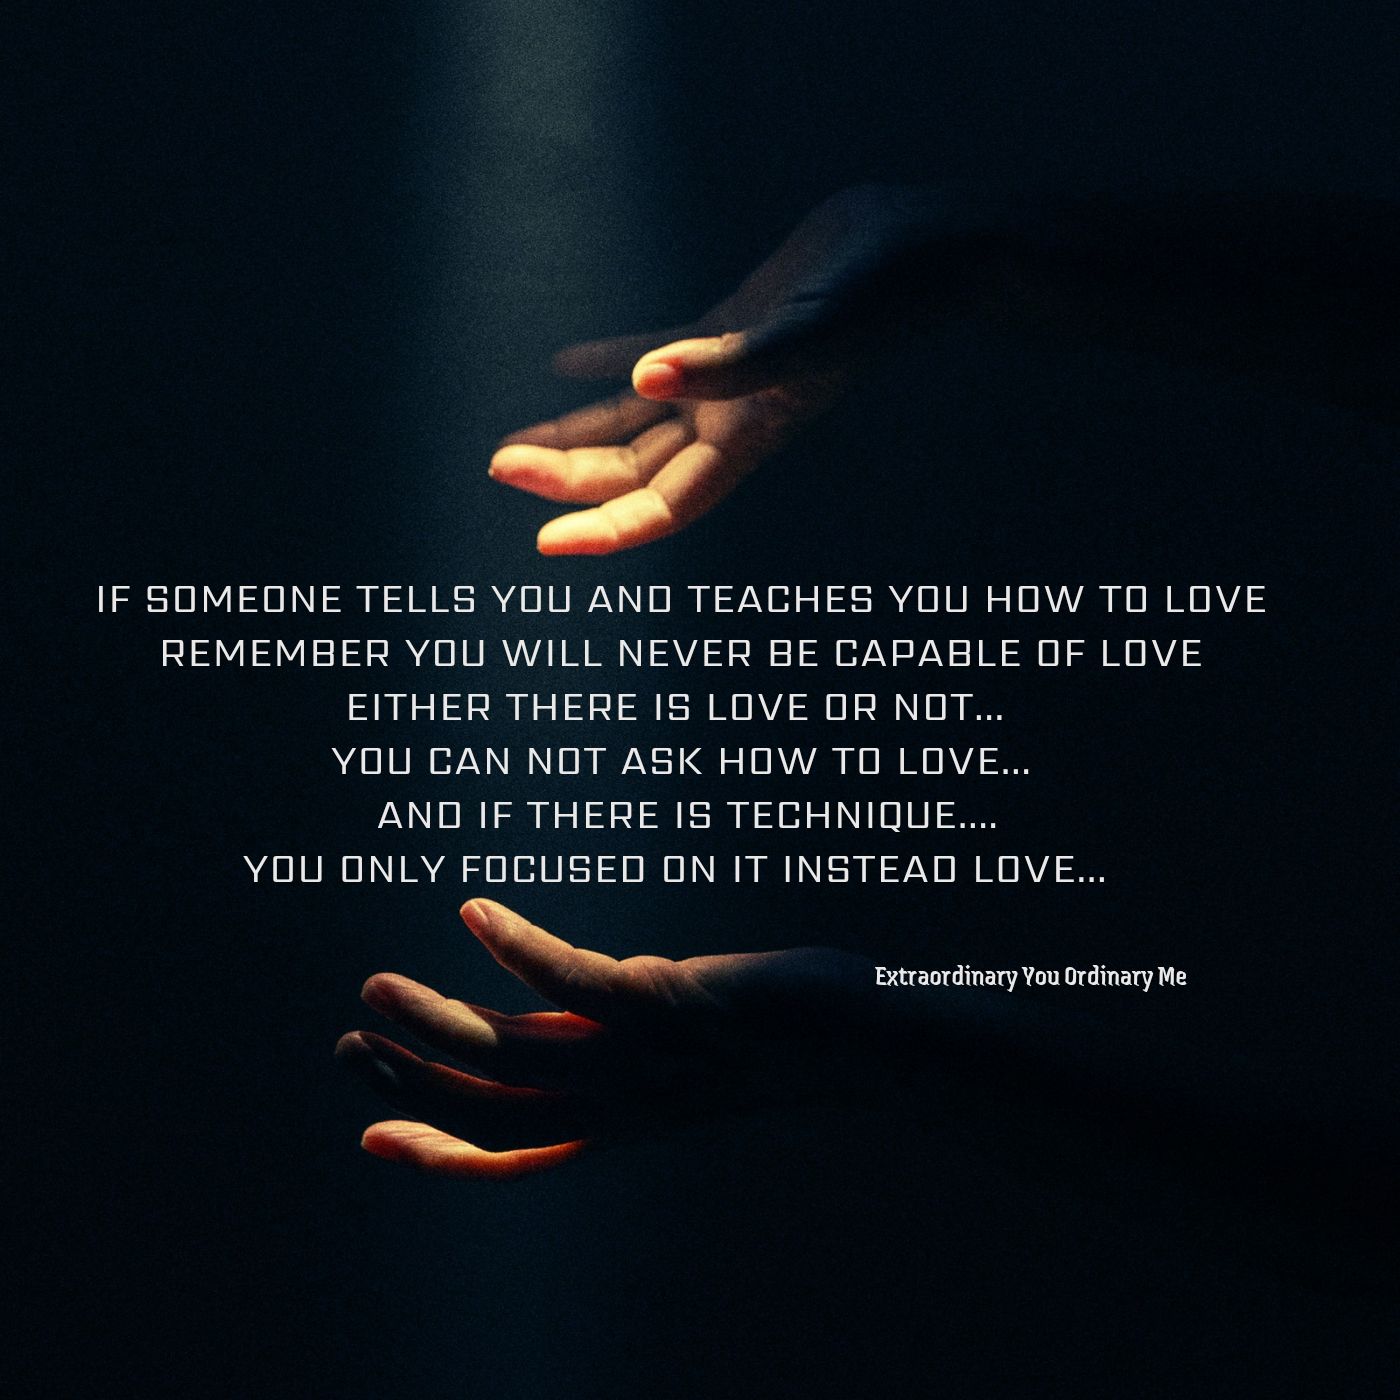 IF SOMEONE TELLS YOU AND TEACHES YOU HOW TO LOVE
REMEMBER YOU WILL NEVER BE CAPABLE OF LOVE
EITHER THERE IS LOVE OR NOT...
YOU CAN NOT ASK HOW TO LOVE...
AND IF THERE IS TECHNIQUE....
YOU ONLY FOCUSED ON IT INSTEAD LOVE...
Extraordinary You Ordinary Me